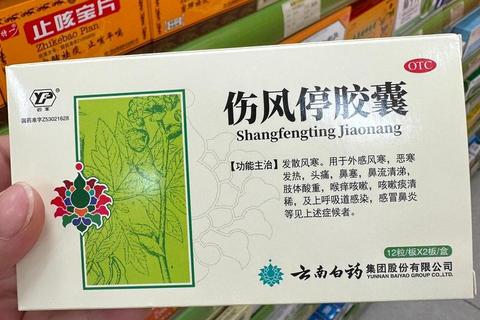 止咳宝片
Zhikebao Pian
YP
国药准字Z53021628
OTC
伤风停胶囊
Shangfengting Jiaonang
【功能主治】发散风寒。用于外感风寒，恶寒
发热，头痛，鼻塞，鼻流清涕，
肢体酸重，喉痒咳嗽，咳嗽痰清
稀，及上呼吸道感染，感冒鼻炎
等见上述症候者。
12粒/板X2板/盒
云南白药集团股份有限公司
YUNNAN BAIYAO GROUP CO.,LTD.